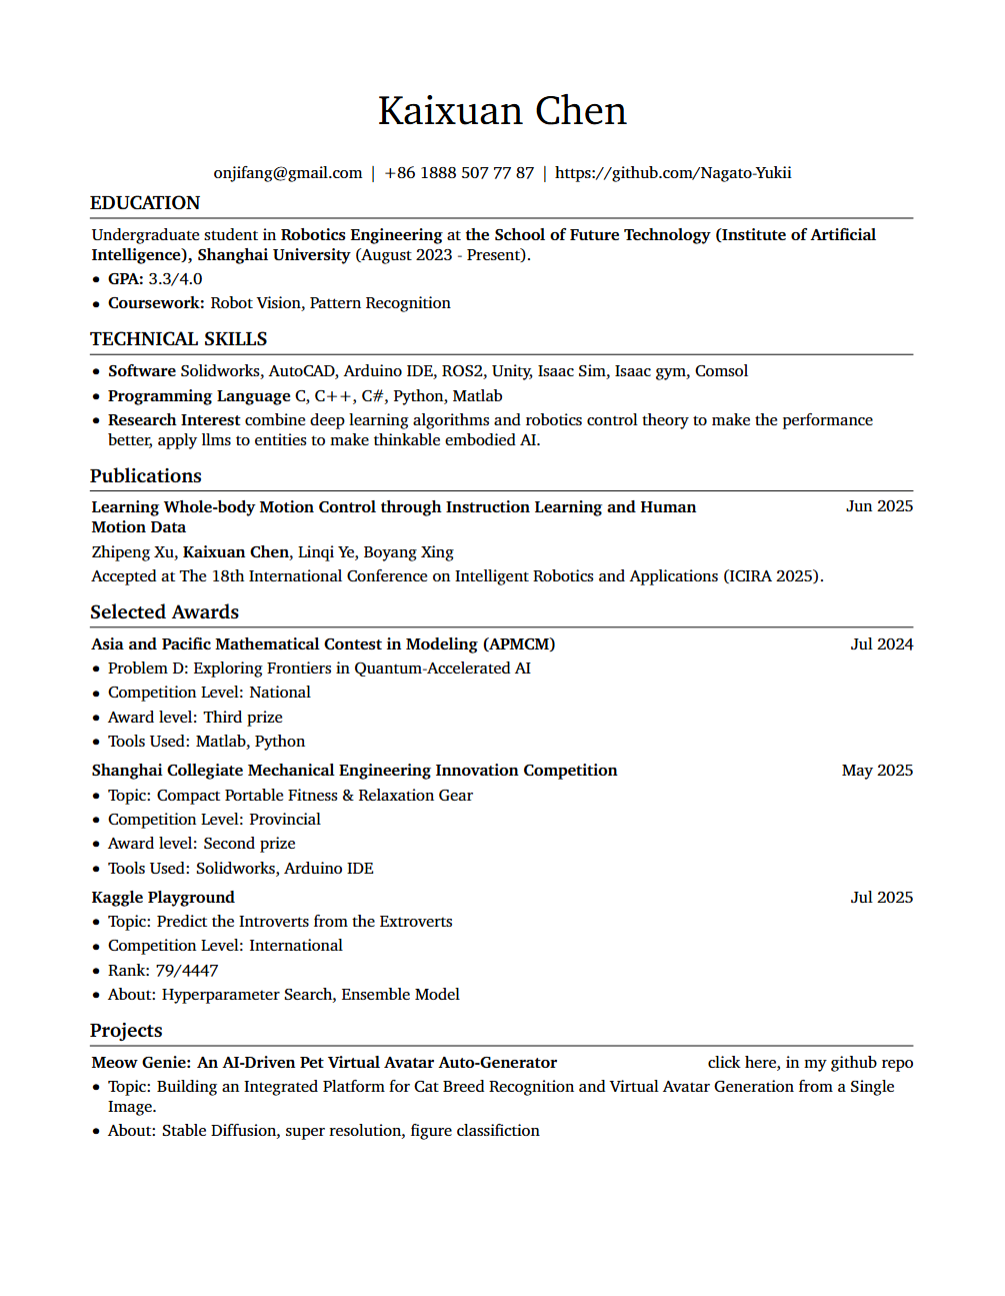 Kaixuan Chen
onjifang@gmail.com | +86 1888 507 77 87 | https://github.com/Nagato-Yukii
EDUCATION
Undergraduate student in Robotics Engineering at the School of Future Technology (Institute of Artificial
Intelligence), Shanghai University (August 2023 - Present).
• GPA: 3.3/4.0
• Coursework: Robot Vision, Pattern Recognition
TECHNICAL SKILLS
• Software Solidworks, AutoCAD, Arduino IDE, ROS2, Unity, Isaac Sim, Isaac gym, Comsol
• Programming Language C, C++, C#, Python, Matlab
• Research Interest combine deep learning algorithms and robotics control theory to make the performance
better, apply llms to entities to make thinkable embodied AI.
Publications
Learning Whole-body Motion Control through Instruction Learning and Human Jun 2025
Motion Data
Zhipeng Xu, Kaixuan Chen, Linqi Ye, Boyang Xing
Accepted at The 18th International Conference on Intelligent Robotics and Applications (ICIRA 2025).
Selected Awards
Asia and Pacific Mathematical Contest in Modeling (APMCM) Jul 2024
• Problem D: Exploring Frontiers in Quantum-Accelerated AI
• Competition Level: National
• Award level: Third prize
• Tools Used: Matlab, Python
Shanghai Collegiate Mechanical Engineering Innovation Competition May 2025
• Topic: Compact Portable Fitness & Relaxation Gear
• Competition Level: Provincial
• Award level: Second prize
• Tools Used: Solidworks, Arduino IDE
Kaggle Playground Jul 2025
• Topic: Predict the Introverts from the Extroverts
• Competition Level: International
• Rank: 79/4447
• About: Hyperparameter Search, Ensemble Model
Projects
Meow Genie: An AI-Driven Pet Virtual Avatar Auto-Generator click here, in my github repo
• Topic: Building an Integrated Platform for Cat Breed Recognition and Virtual Avatar Generation from a Single
Image.
• About: Stable Diffusion, super resolution, figure classifiction